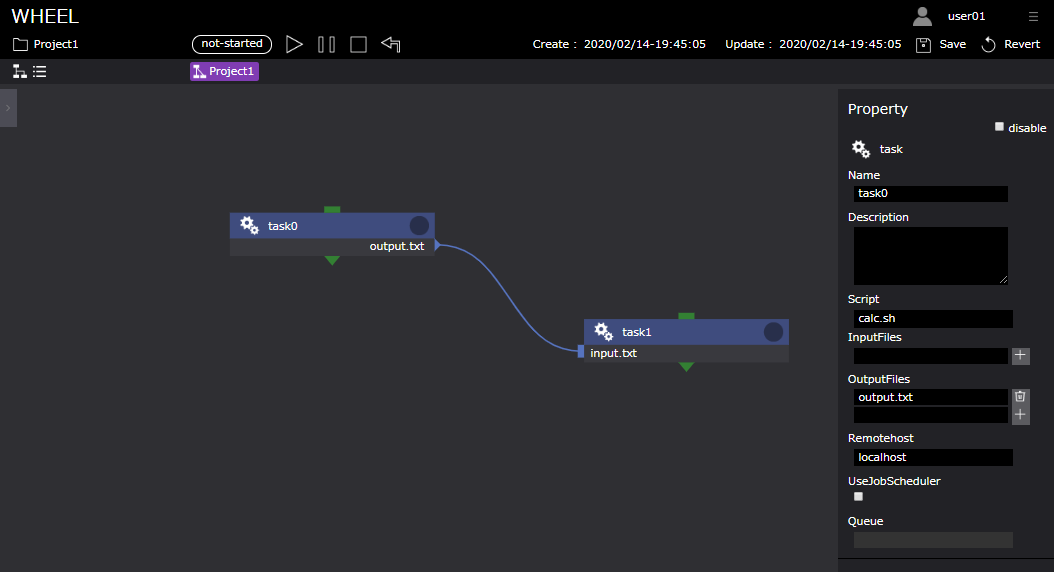 WHEEL
user01
Project1
not-started
Create : 2020/02/14-19:45:05
Update : 2020/02/14-19:45:05
Save
Revert
Project1
task0
output.txt
task1
input.txt
Property
disable
task
Name
task0
Description
Script
calc.sh
InputFiles
OutputFiles
output.txt
Remotehost
localhost
UseJobScheduler
Queue